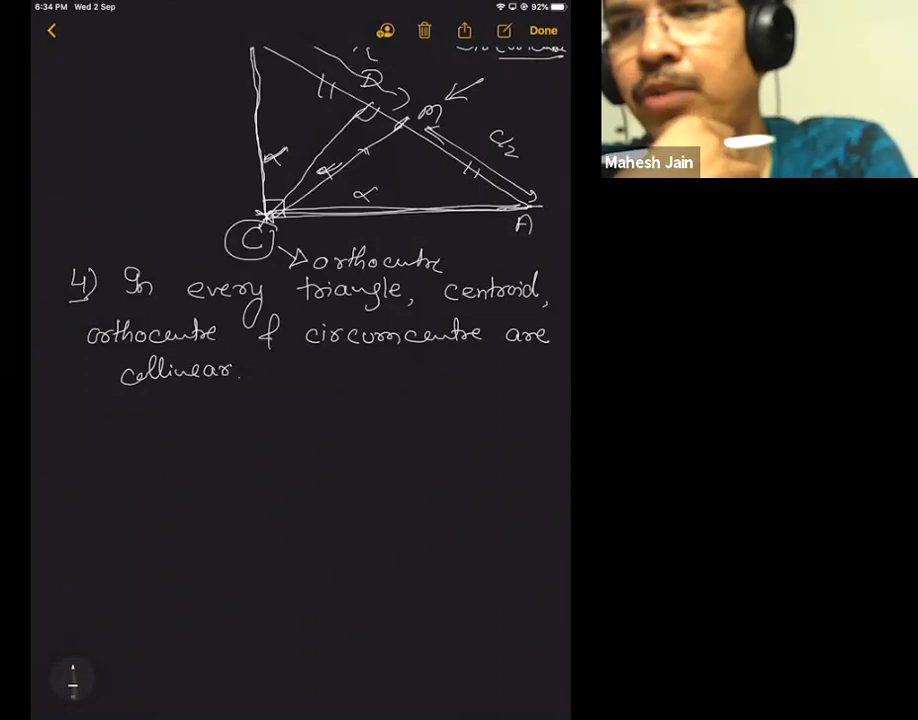 6:34 PM Wed 2 Sep
92%
Done
D
M
α
α
A
C
orthocentre
4) In every triangle, centroid,
orthocentre & circumcentre are
collinear.
Mahesh Jain